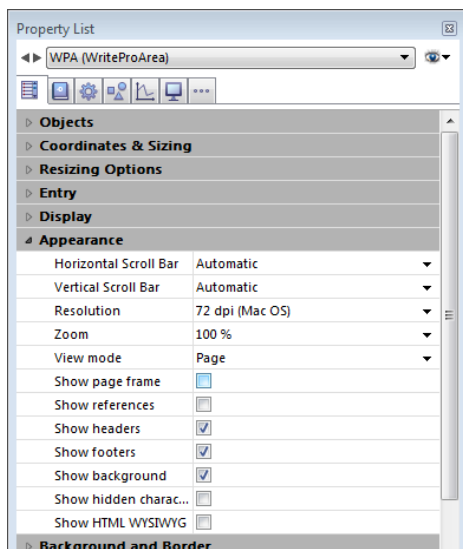 Property List
WPA (WriteProArea)
Objects
Coordinates & Sizing
Resizing Options
Entry
Display
Appearance
Horizontal Scroll Bar Automatic
Vertical Scroll Bar Automatic
Resolution 72 dpi (Mac OS)
Zoom 100 %
View mode Page
Show page frame
Show references
Show headers
Show footers
Show background
Show hidden charac...
Show HTML WYSIWYG
Background and Border